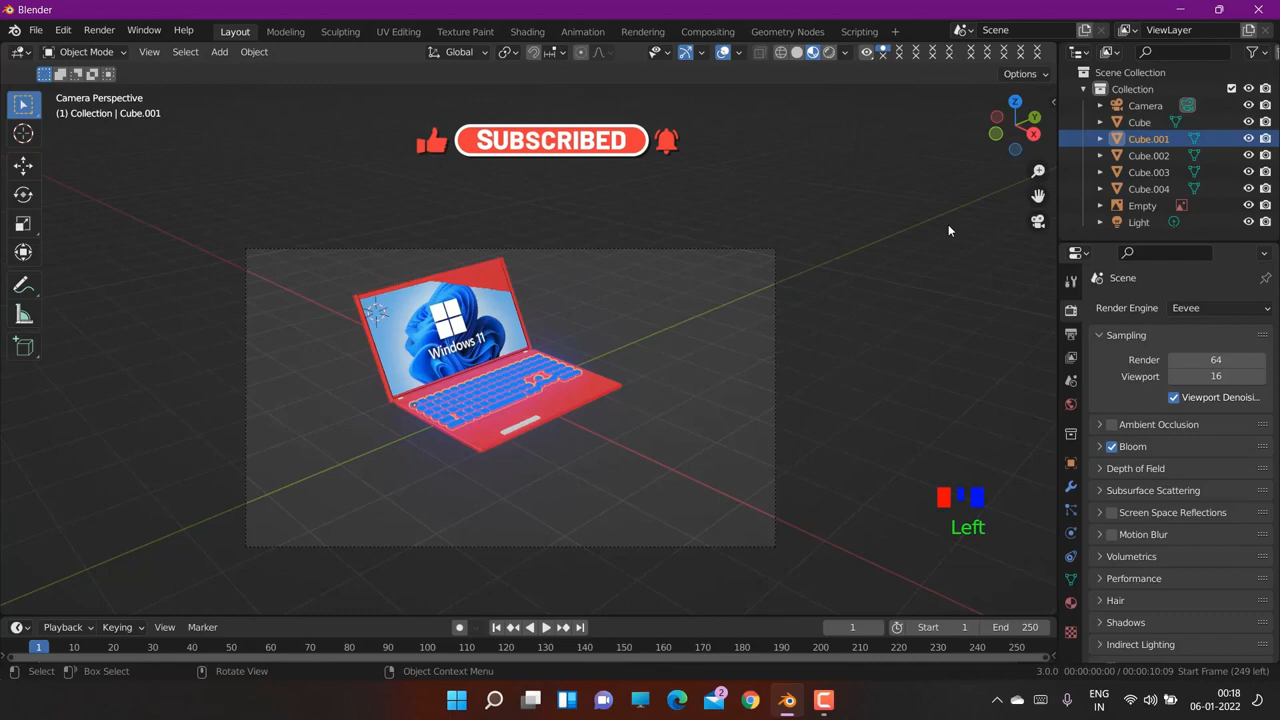 Blender
File Edit Render Window Help Layout Modeling Sculpting UV Editing Texture Paint Shading Animation Rendering Compositing Geometry Nodes Scripting + Scene ViewLayer
Object Mode View Select Add Object Global
Options
Camera Perspective
(1) Collection | Cube.001
SUBSCRIBED
Z
Y
X
Windows 11
Left
Scene Collection
Collection
Camera
Cube
Cube.001
Cube.002
Cube.003
Cube.004
Empty
Light
Scene
Render Engine Eevee
Sampling
Render 64
Viewport 16
Viewport Denoisi...
Ambient Occlusion
Bloom
Depth of Field
Subsurface Scattering
Screen Space Reflections
Motion Blur
Volumetrics
Performance
Hair
Shadows
Indirect Lighting
Playback Keying View Marker 1 Start 1 End 250
1 10 20 30 40 50 60 70 80 90 100 110 120 130 140 150 160 170 180 190 200 210 220 230 240 250
Select Box Select Rotate View Object Context Menu 3.0.0 00:00:00:00 / 00:00:10:09 Start Frame (249 left)
2
ENG
IN
00:18
06-01-2022